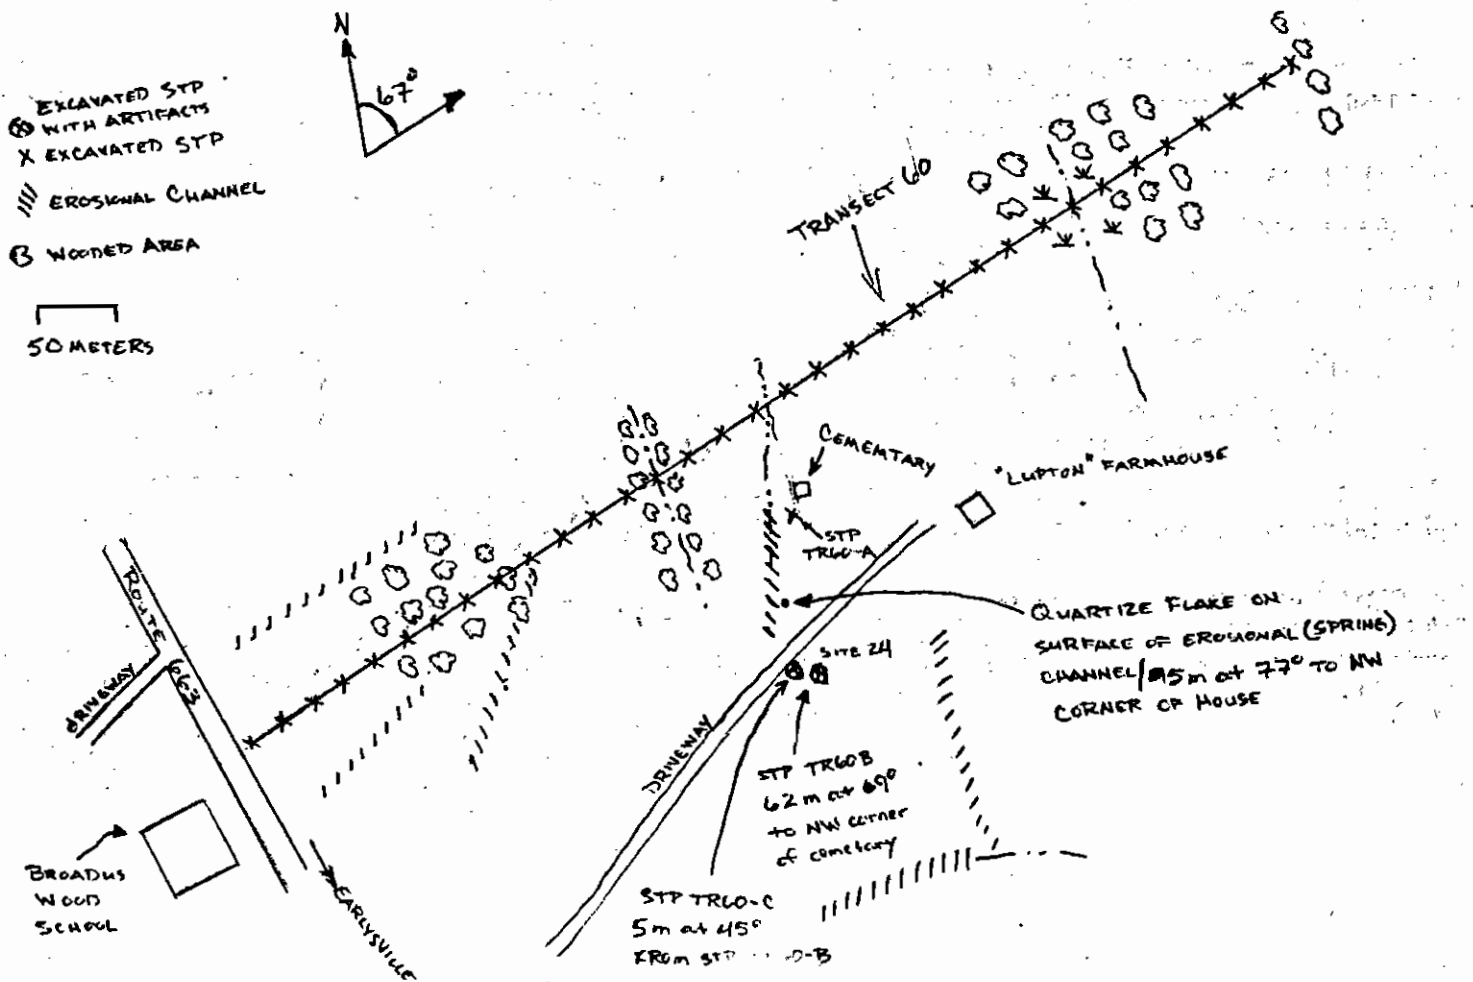 N
67°
EXCAVATED STP
WITH ARTIFACTS
X EXCAVATED STP
EROSIONAL CHANNEL
WOODED AREA
50 METERS
TRANSECT 60
CEMEMTARY
"LUPTON" FARMHOUSE
STP
TR60-A
ROUTE
663
DRIVEWAY
QUARTIZE FLAKE ON
SURFACE OF EROSIONAL (SPRING)
CHANNEL/95m at 77° TO NW
CORNER OF HOUSE
SITE 24
DRIVEWAY
STP TR60B
62m at 69°
to NW corner
of cometary
BROADUS
WOOD
SCHOOL
EARLYSVILLE
STP TR60-C
5m at 45°
FROM STP 0-B